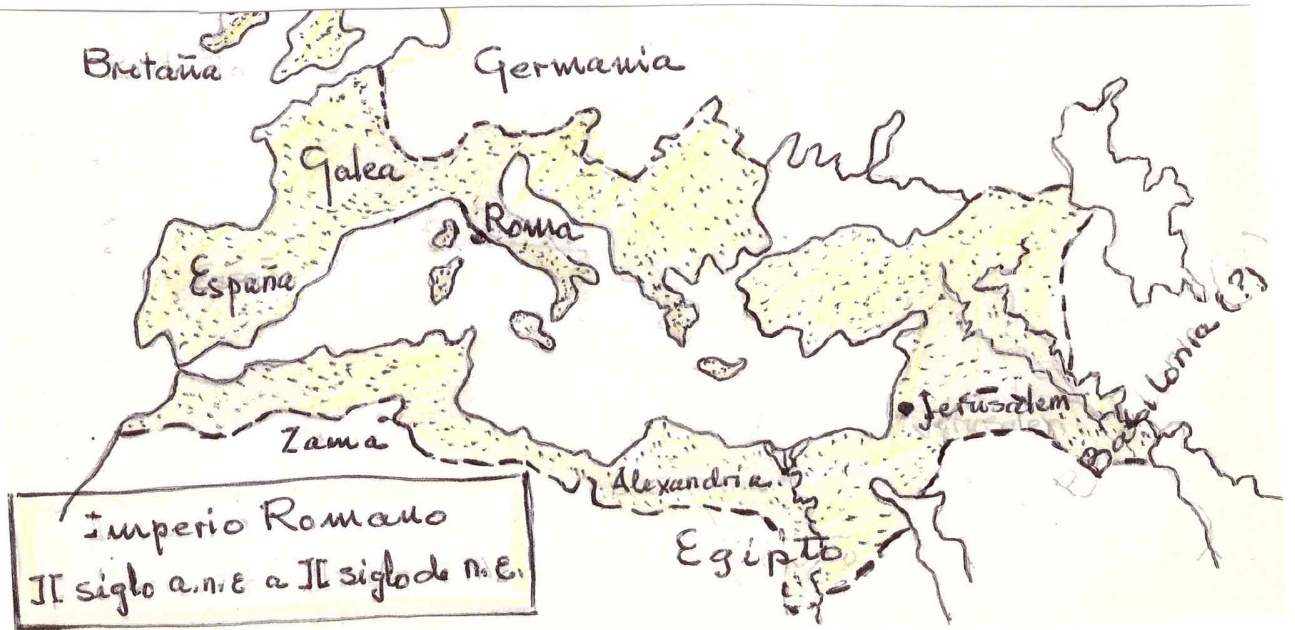 Bretaña
Germania
Galea
Roma
España
Jerusalem
Babilonia (?)
Zama
Alexandria
Egipto
Imperio Romano
II siglo a.n.E a II siglo de n.E.